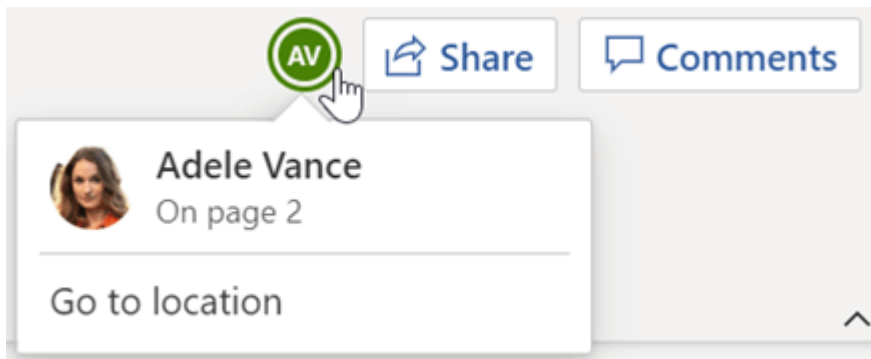 AV
Share
Comments
Adele Vance
On page 2
Go to location